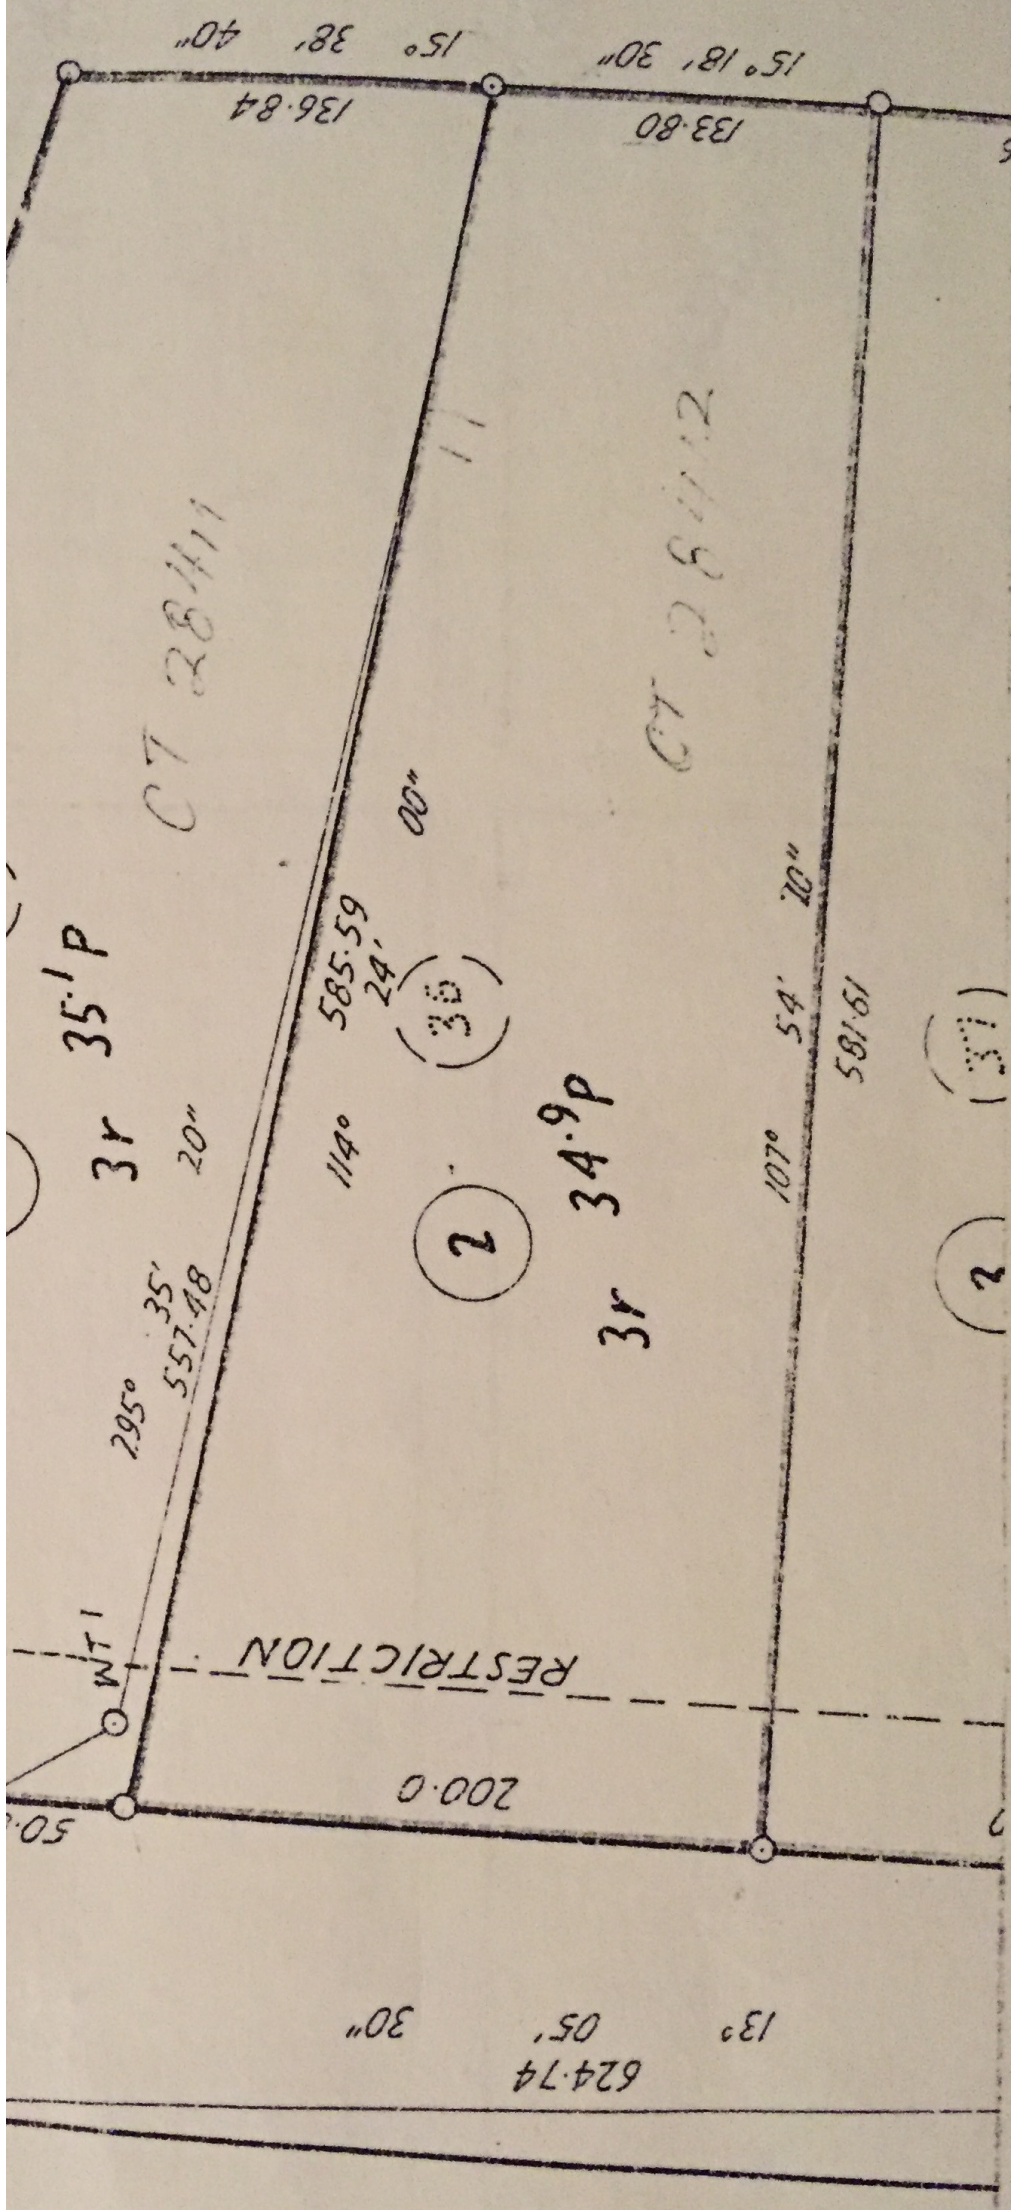 15° 38' 40"
136.84
15° 18' 30"
133.80
CT 28411
11
CT 28412
3r 35.1p
295° 35' 20"
557.48
585.59
114° 24' 00"
(36)
2
3r 34.9p
107° 54' 20"
581.61
(37)
2
WT 1
RESTRICTION
200.0
50.
13° 05' 30"
624.74